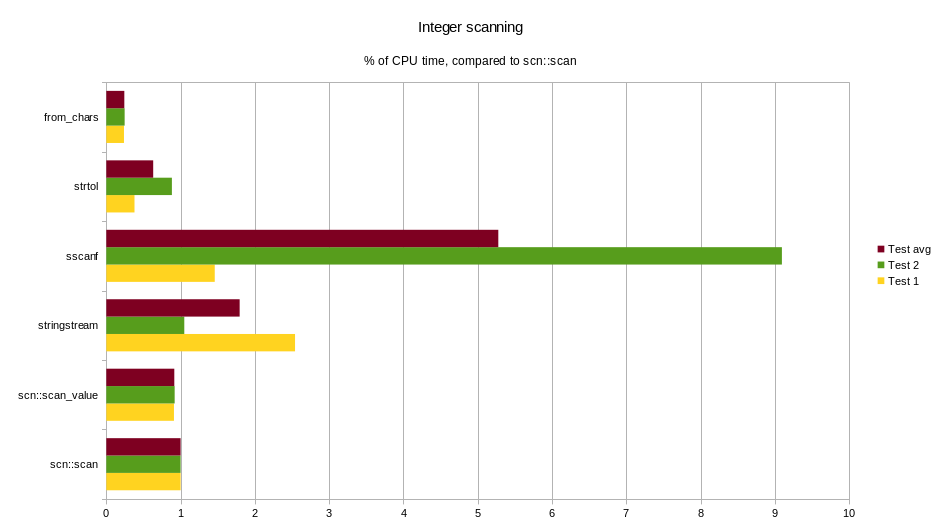 Integer scanning
% of CPU time, compared to scn::scan
from_chars
strtol
sscanf
stringstream
scn::scan_value
scn::scan
0 1 2 3 4 5 6 7 8 9 10
Test avg
Test 2
Test 1